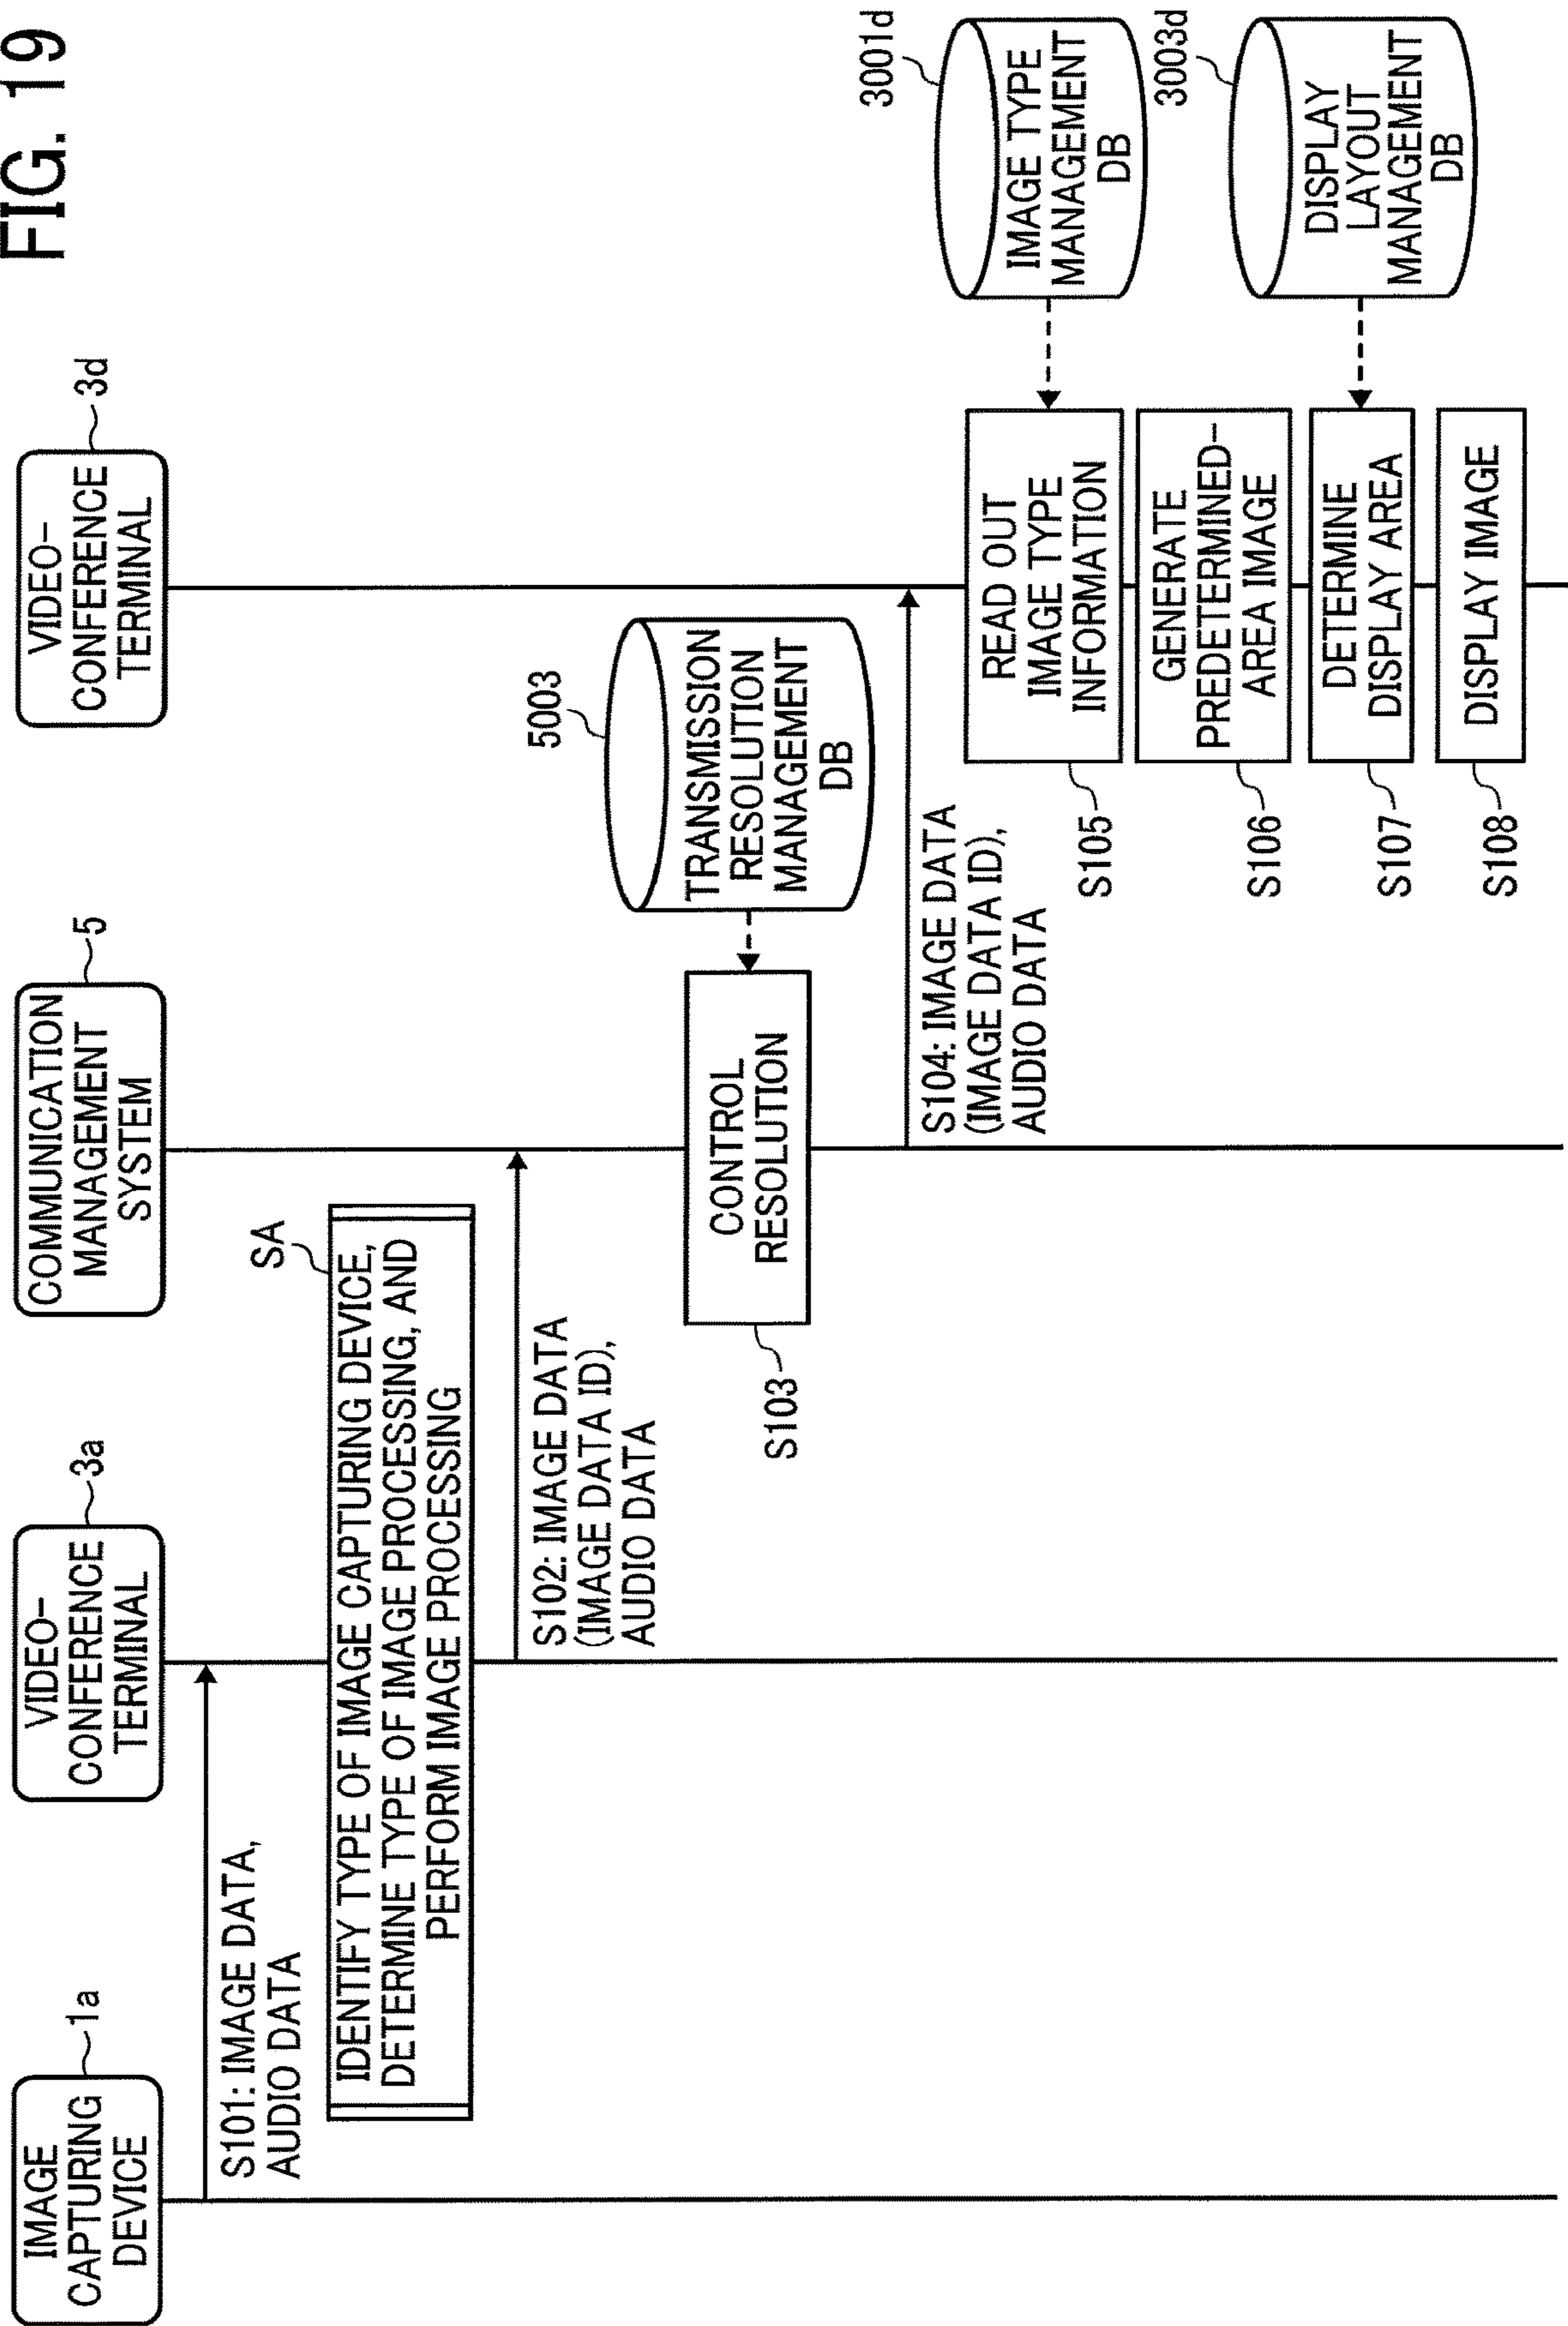 FIG. 19
IMAGE
CAPTURING
DEVICE
1a
VIDEO-
CONFERENCE
TERMINAL
3a
COMMUNICATION
MANAGEMENT
SYSTEM
5
VIDEO-
CONFERENCE
TERMINAL
3d
S101: IMAGE DATA,
AUDIO DATA
SA
IDENTIFY TYPE OF IMAGE CAPTURING DEVICE,
DETERMINE TYPE OF IMAGE PROCESSING, AND
PERFORM IMAGE PROCESSING
S102: IMAGE DATA
(IMAGE DATA ID),
AUDIO DATA
5003
TRANSMISSION
RESOLUTION
MANAGEMENT
DB
CONTROL
RESOLUTION
S103
S104: IMAGE DATA
(IMAGE DATA ID),
AUDIO DATA
3001d
IMAGE TYPE
MANAGEMENT
DB
READ OUT
IMAGE TYPE
INFORMATION
S105
GENERATE
PREDETERMINED-
AREA IMAGE
S106
3003d
DISPLAY
LAYOUT
MANAGEMENT
DB
DETERMINE
DISPLAY AREA
S107
DISPLAY IMAGE
S108